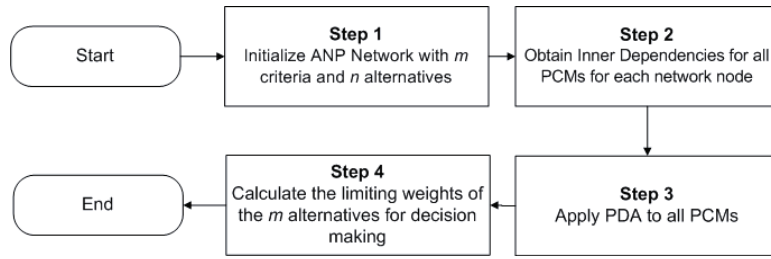 Start
Step 1
Initialize ANP Network with m
criteria and n alternatives
Step 2
Obtain Inner Dependencies for all
PCMs for each network node
Step 3
Apply PDA to all PCMs
Step 4
Calculate the limiting weights of
the m alternatives for decision
making
End